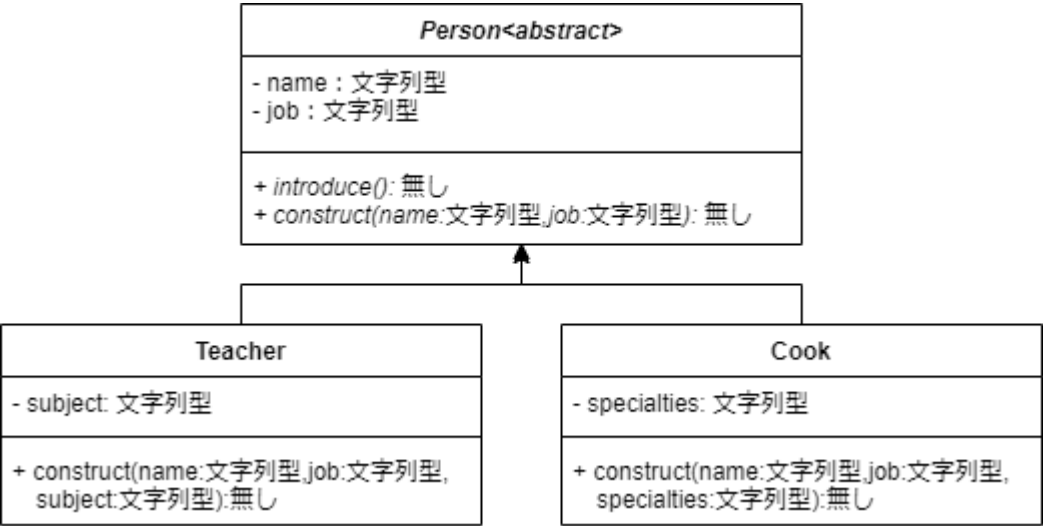 Person<abstract>
- name：文字列型
- job：文字列型
+ introduce(): 無し
+ construct(name:文字列型,job:文字列型): 無し
Teacher
- subject: 文字列型
+ construct(name:文字列型,job:文字列型,
subject:文字列型):無し
Cook
- specialties: 文字列型
+ construct(name:文字列型,job:文字列型,
specialties:文字列型):無し